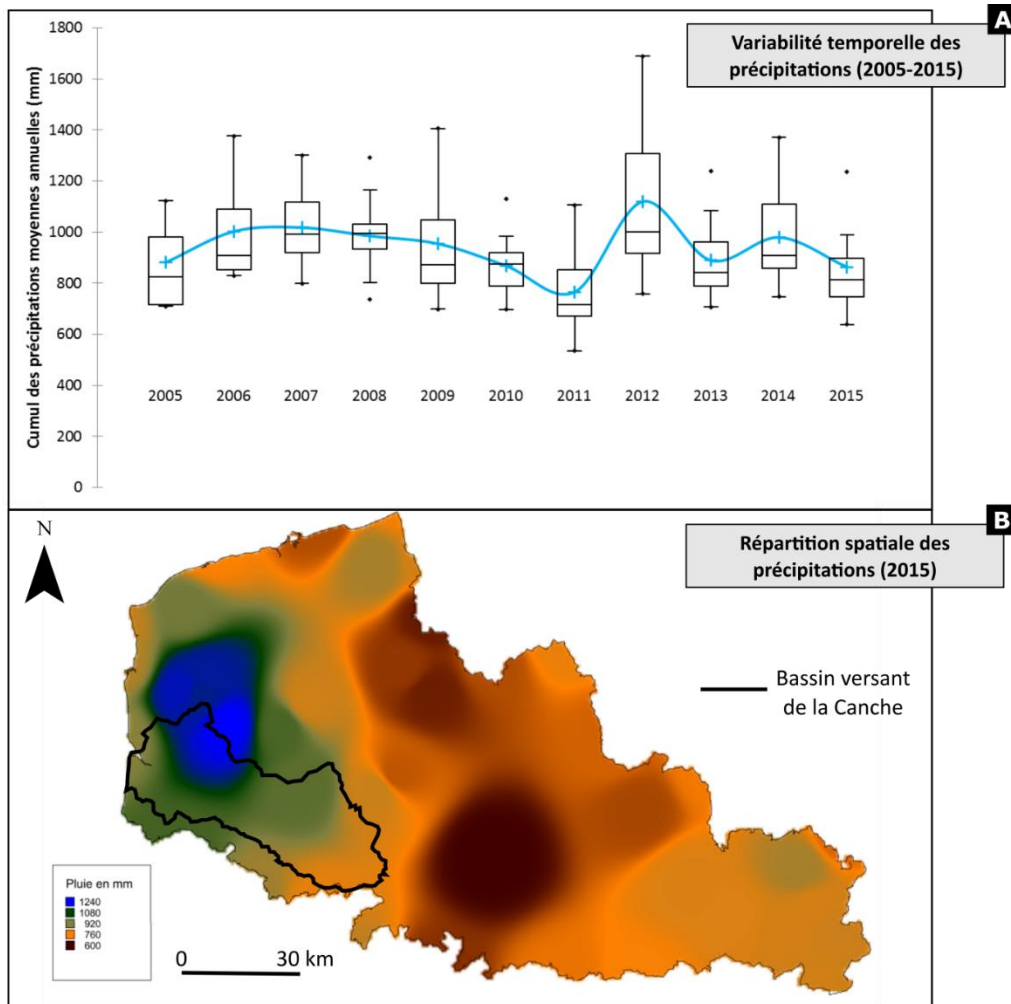 A
Variabilité temporelle des
précipitations (2005-2015)
Cumul des précipitations moyennes annuelles (mm)
1800
1600
1400
1200
1000
800
600
400
200
0
2005 2006 2007 2008 2009 2010 2011 2012 2013 2014 2015
B
Répartition spatiale des
précipitations (2015)
N
Bassin versant
de la Canche
Pluie en mm
1240
1080
920
760
600
0 30 km